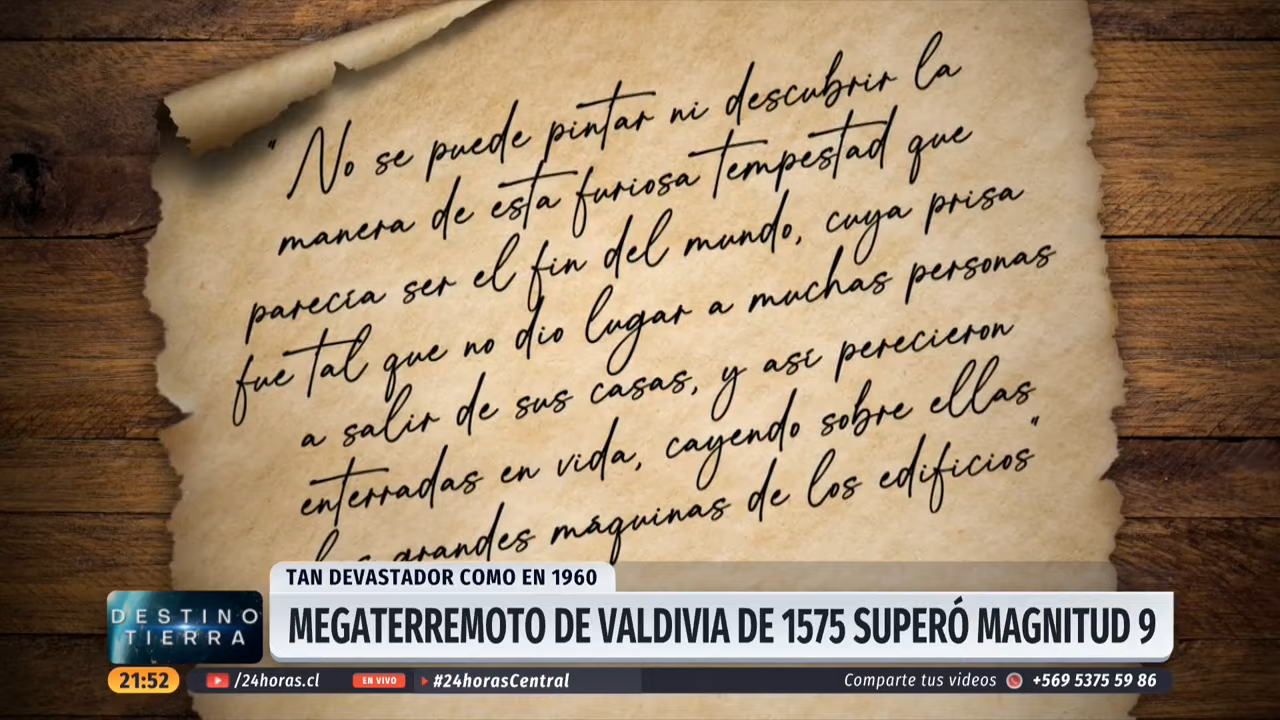 "No se puede pintar ni descubrir la
manera de esta furiosa tempestad que
parecía ser el fin del mundo, cuya prisa
fue tal que no dio lugar a muchas personas
a salir de sus casas, y así perecieron
enterradas en vida, cayendo sobre ellas
las grandes máquinas de los edificios"
TAN DEVASTADOR COMO EN 1960
DESTINO
TIERRA
MEGATERREMOTO DE VALDIVIA DE 1575 SUPERÓ MAGNITUD 9
21:52
/24horas.cl
EN VIVO
#24horasCentral
Comparte tus videos
+569 5375 59 86